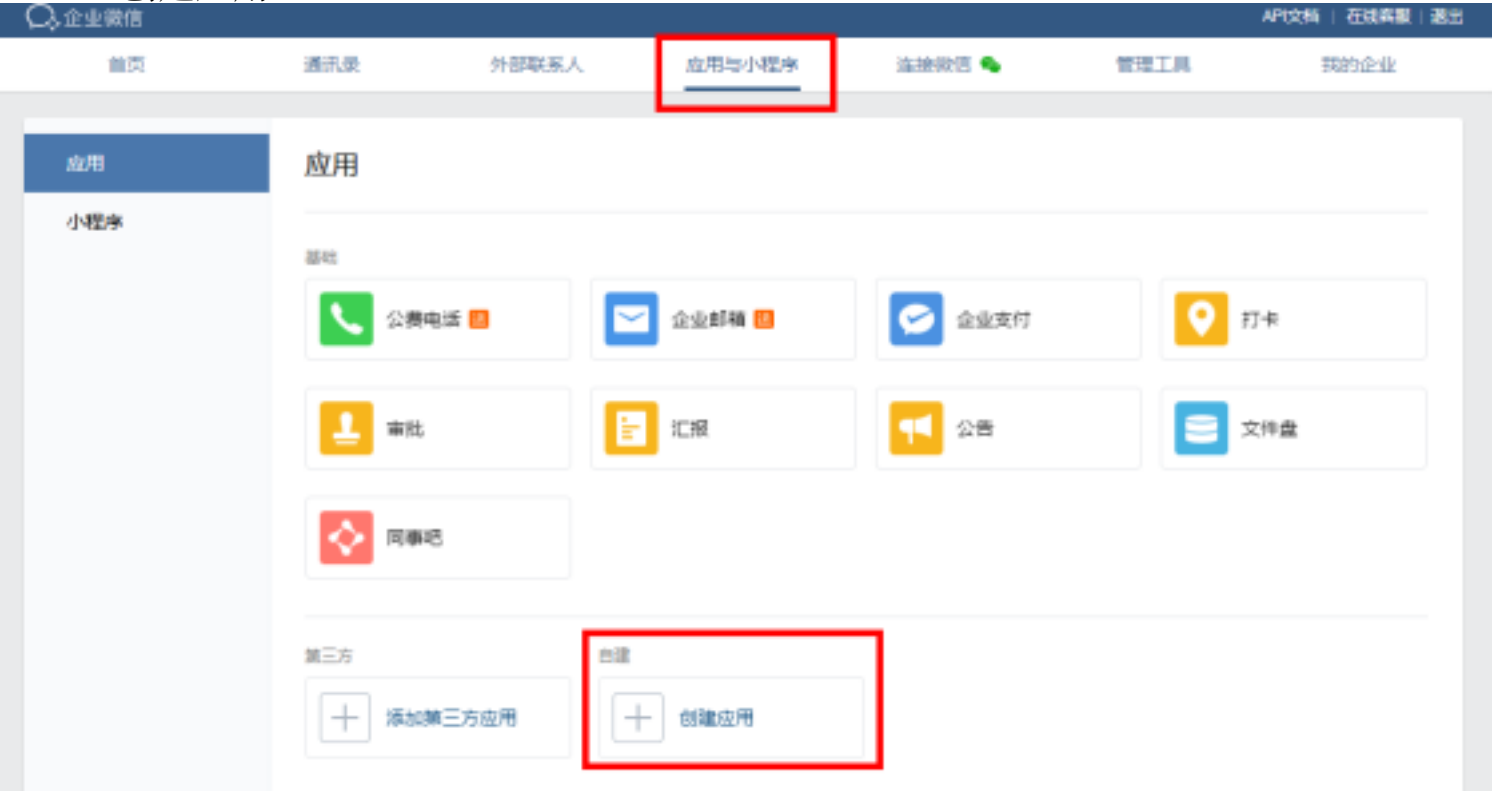 企业微信
API文档 | 在线客服 | 退出
首页 通讯录 外部联系人 应用与小程序 连接微信 管理工具 我的企业
应用
小程序
应用
基础
公费电话 企业邮箱 企业支付 打卡
审批 汇报 公告 文件盘
同事吧
第三方 自建
添加第三方应用 创建应用